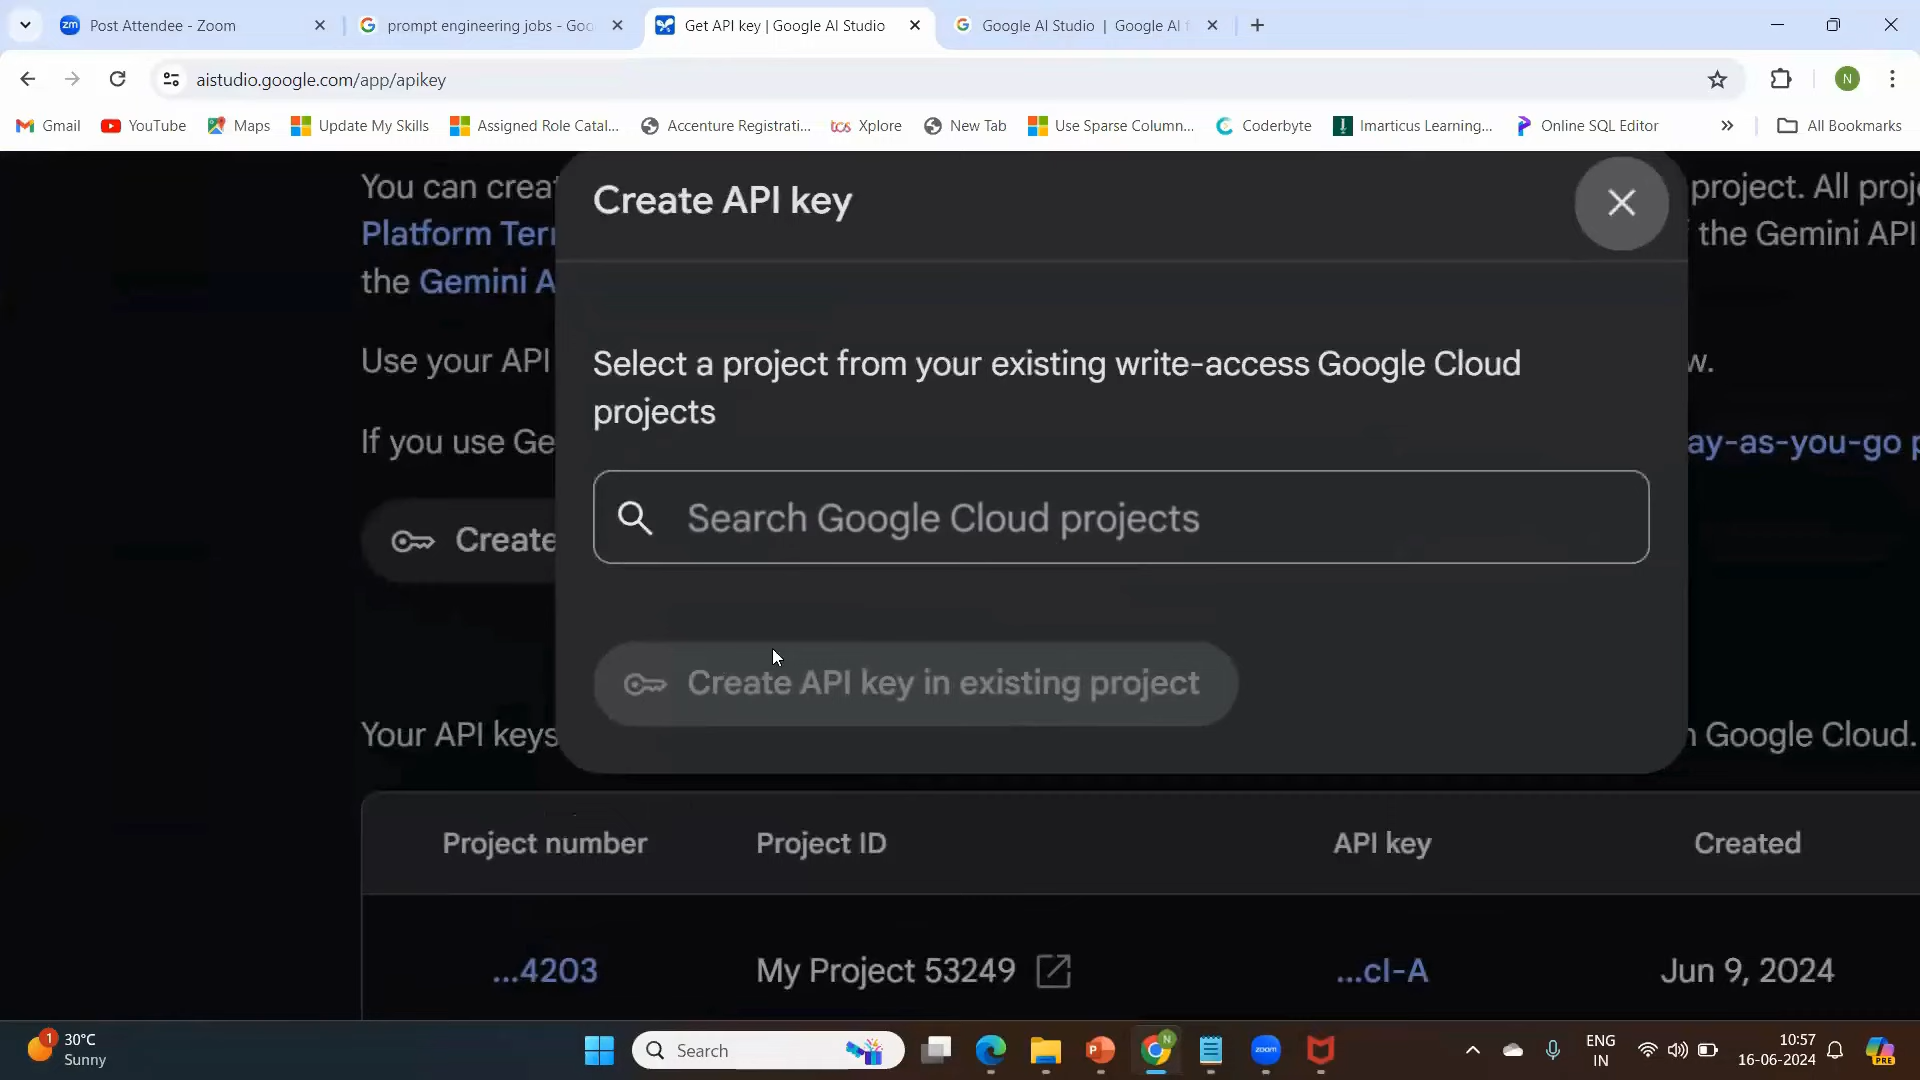 Post Attendee - Zoom
prompt engineering jobs - Goo
Get API key | Google AI Studio
Google AI Studio | Google AI f
aistudio.google.com/app/apikey
N
Gmail
YouTube
Maps
Update My Skills
Assigned Role Catal...
Accenture Registrati...
tcs Xplore
New Tab
Use Sparse Column...
Coderbyte
Imarticus Learning...
Online SQL Editor
All Bookmarks
You can creat
project. All proj
Platform Ter
the Gemini API
the Gemini A
Create API key
Select a project from your existing write-access Google Cloud
projects
Use your API
w.
If you use Ge
ay-as-you-go p
Search Google Cloud projects
Create
Create API key in existing project
Your API keys
Google Cloud.
Project number
Project ID
API key
Created
...4203
My Project 53249
...cl-A
Jun 9, 2024
1
30°C
Sunny
Search
zoom
ENG
IN
10:57
16-06-2024
PRE